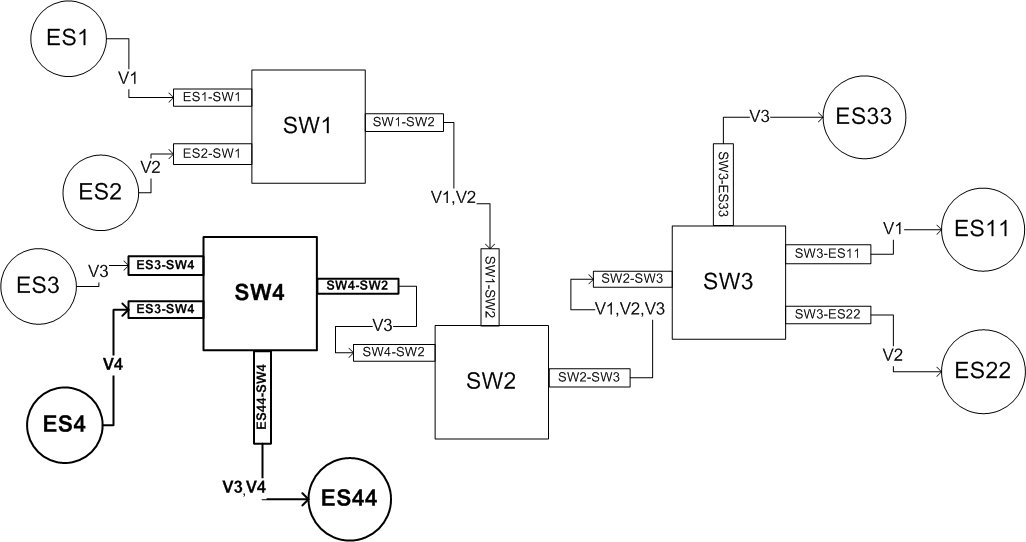 ES1
V1
ES1-SW1
SW1
SW1-SW2
ES2-SW1
V2
ES2
V1,V2
SW1-SW2
ES3
V3
ES3-SW4
SW4
SW4-SW2
ES3-SW4
V4
ES4
ES44-SW4
V3,V4
ES44
V3
SW4-SW2
SW2
SW2-SW3
V1,V2,V3
SW2-SW3
SW3
SW3-ES33
V3
ES33
SW3-ES11
V1
ES11
SW3-ES22
V2
ES22